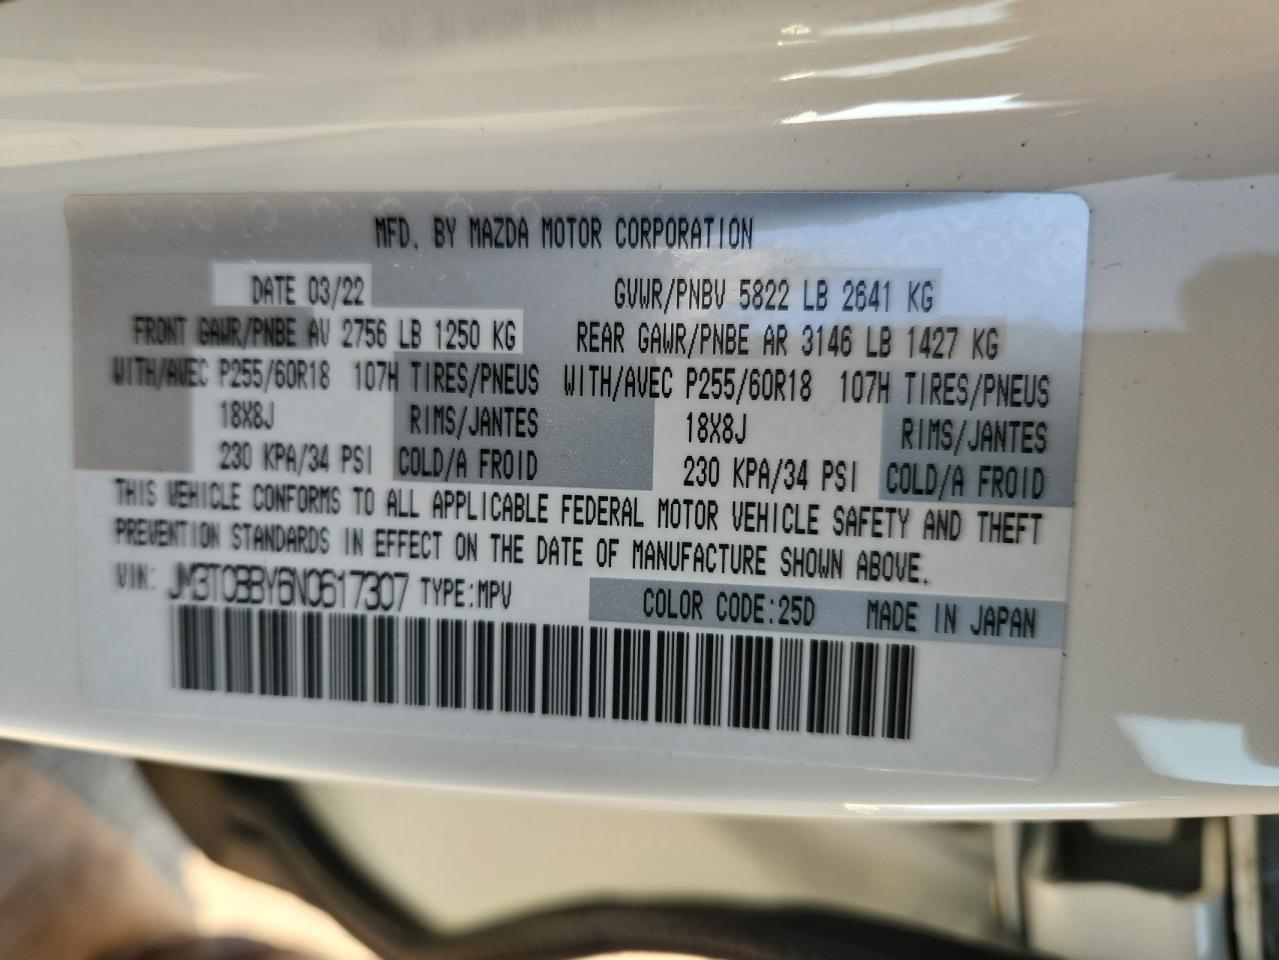 MFD. BY MAZDA MOTOR CORPORATION
DATE 03/22 GVWR/PNBV 5822 LB 2641 KG
FRONT GAWR/PNBE AV 2756 LB 1250 KG REAR GAWR/PNBE AR 3146 LB 1427 KG
WITH/AVEC P255/60R18 107H TIRES/PNEUS WITH/AVEC P255/60R18 107H TIRES/PNEUS
18X8J RIMS/JANTES 18X8J RIMS/JANTES
230 KPA/34 PSI COLD/A FROID 230 KPA/34 PSI COLD/A FROID
THIS VEHICLE CONFORMS TO ALL APPLICABLE FEDERAL MOTOR VEHICLE SAFETY AND THEFT
PREVENTION STANDARDS IN EFFECT ON THE DATE OF MANUFACTURE SHOWN ABOVE.
VIN: JM3TCBBY6N0617307 TYPE:MPV COLOR CODE:25D MADE IN JAPAN